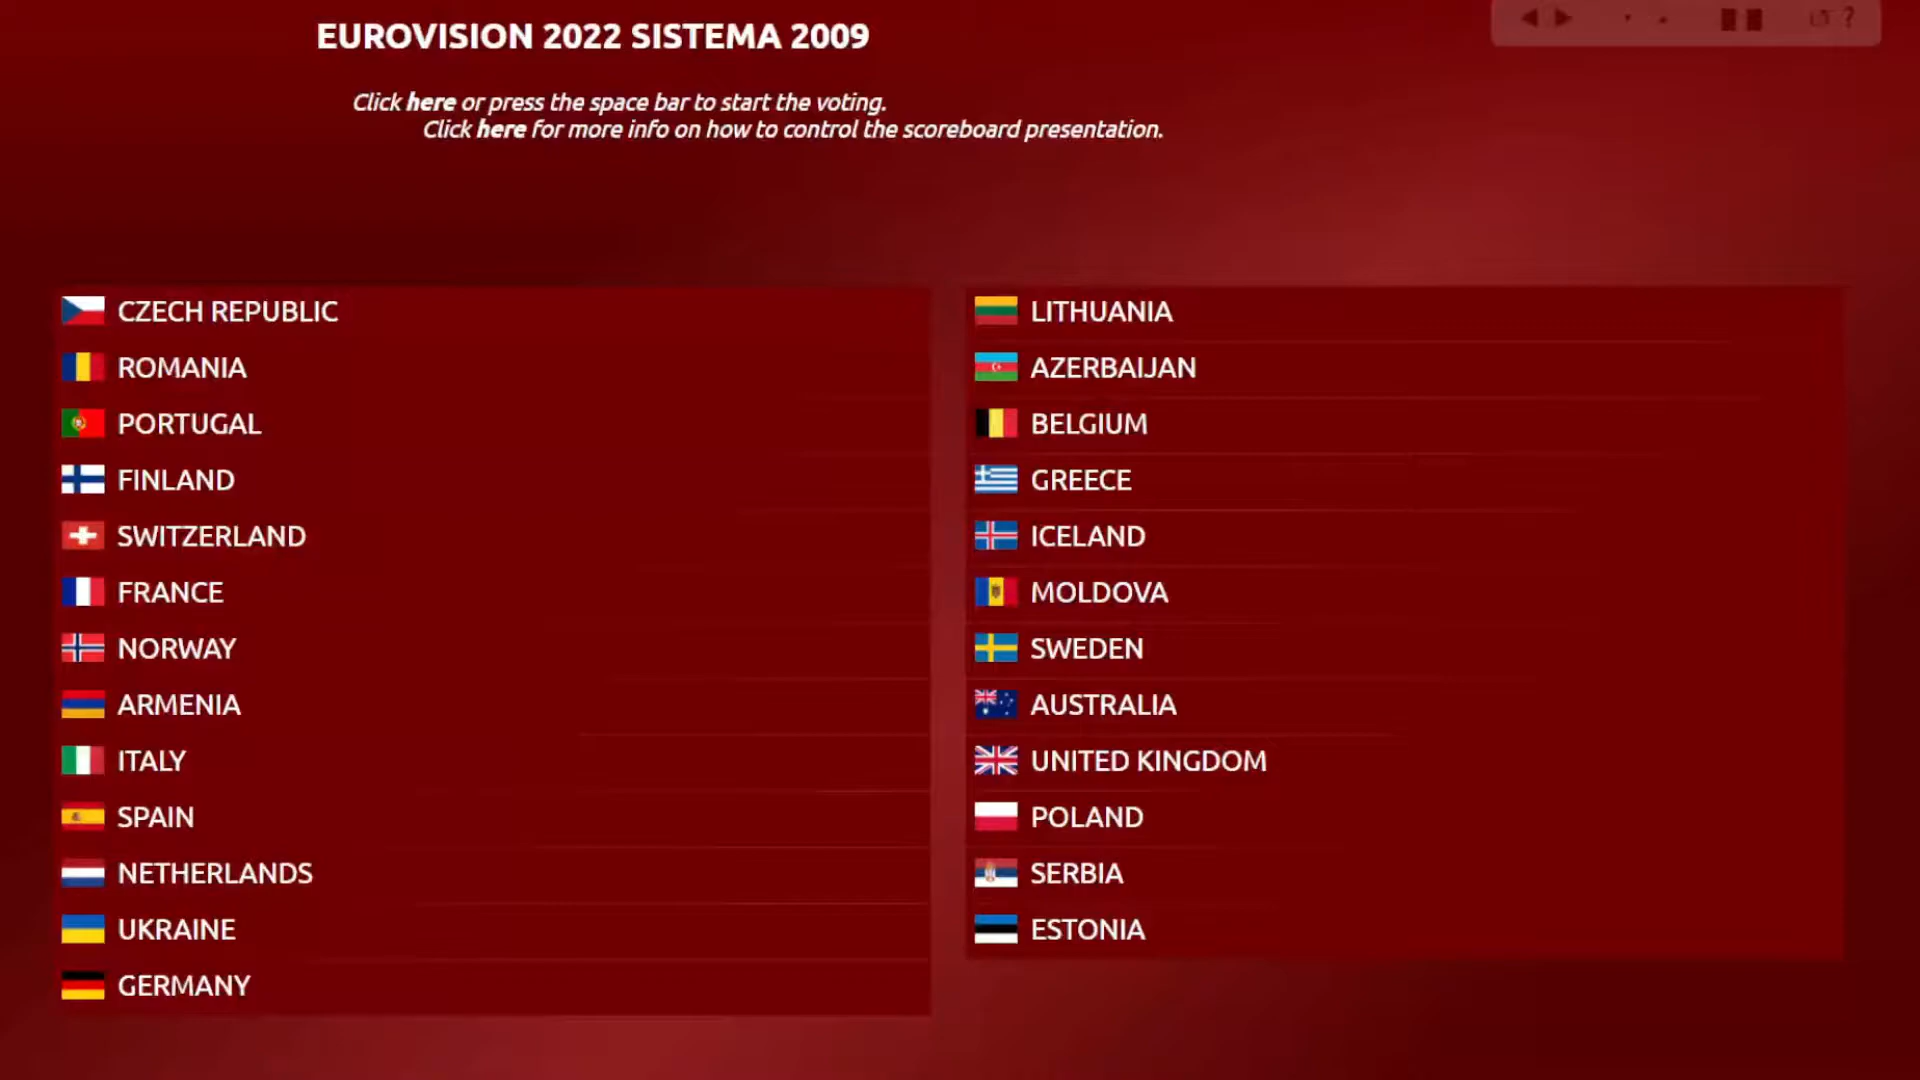 EUROVISION 2022 SISTEMA 2009
Click here or press the space bar to start the voting.
Click here for more info on how to control the scoreboard presentation.
CZECH REPUBLIC
ROMANIA
PORTUGAL
FINLAND
SWITZERLAND
FRANCE
NORWAY
ARMENIA
ITALY
SPAIN
NETHERLANDS
UKRAINE
GERMANY
LITHUANIA
AZERBAIJAN
BELGIUM
GREECE
ICELAND
MOLDOVA
SWEDEN
AUSTRALIA
UNITED KINGDOM
POLAND
SERBIA
ESTONIA
?